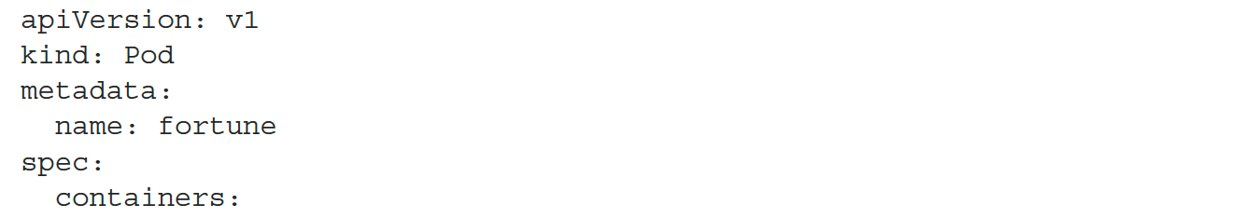 apiVersion: v1
kind: Pod
metadata:
  name: fortune
spec:
  containers: